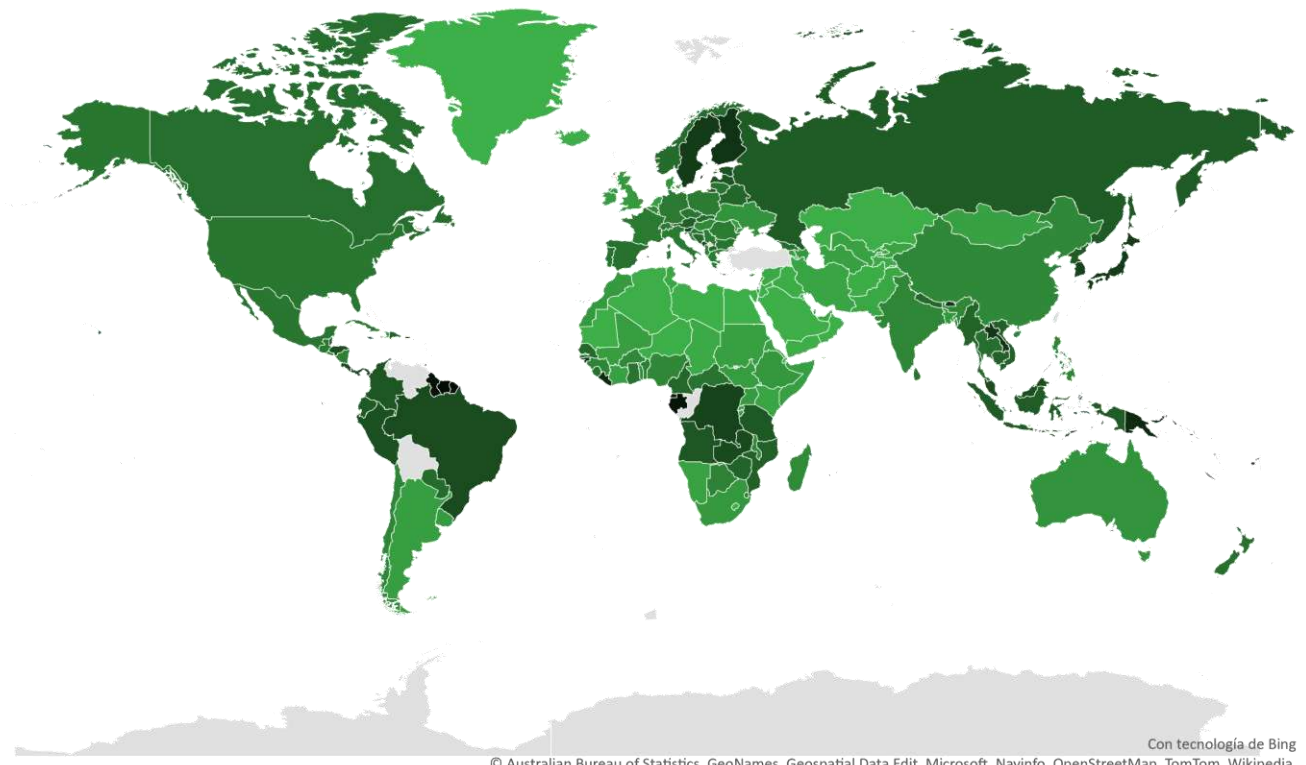 Con tecnología de Bing
© Australian Bureau of Statistics, GeoNames, Geospatial Data Edit, Microsoft, Navinfo, OpenStreetMap, TomTom, Wikipedia